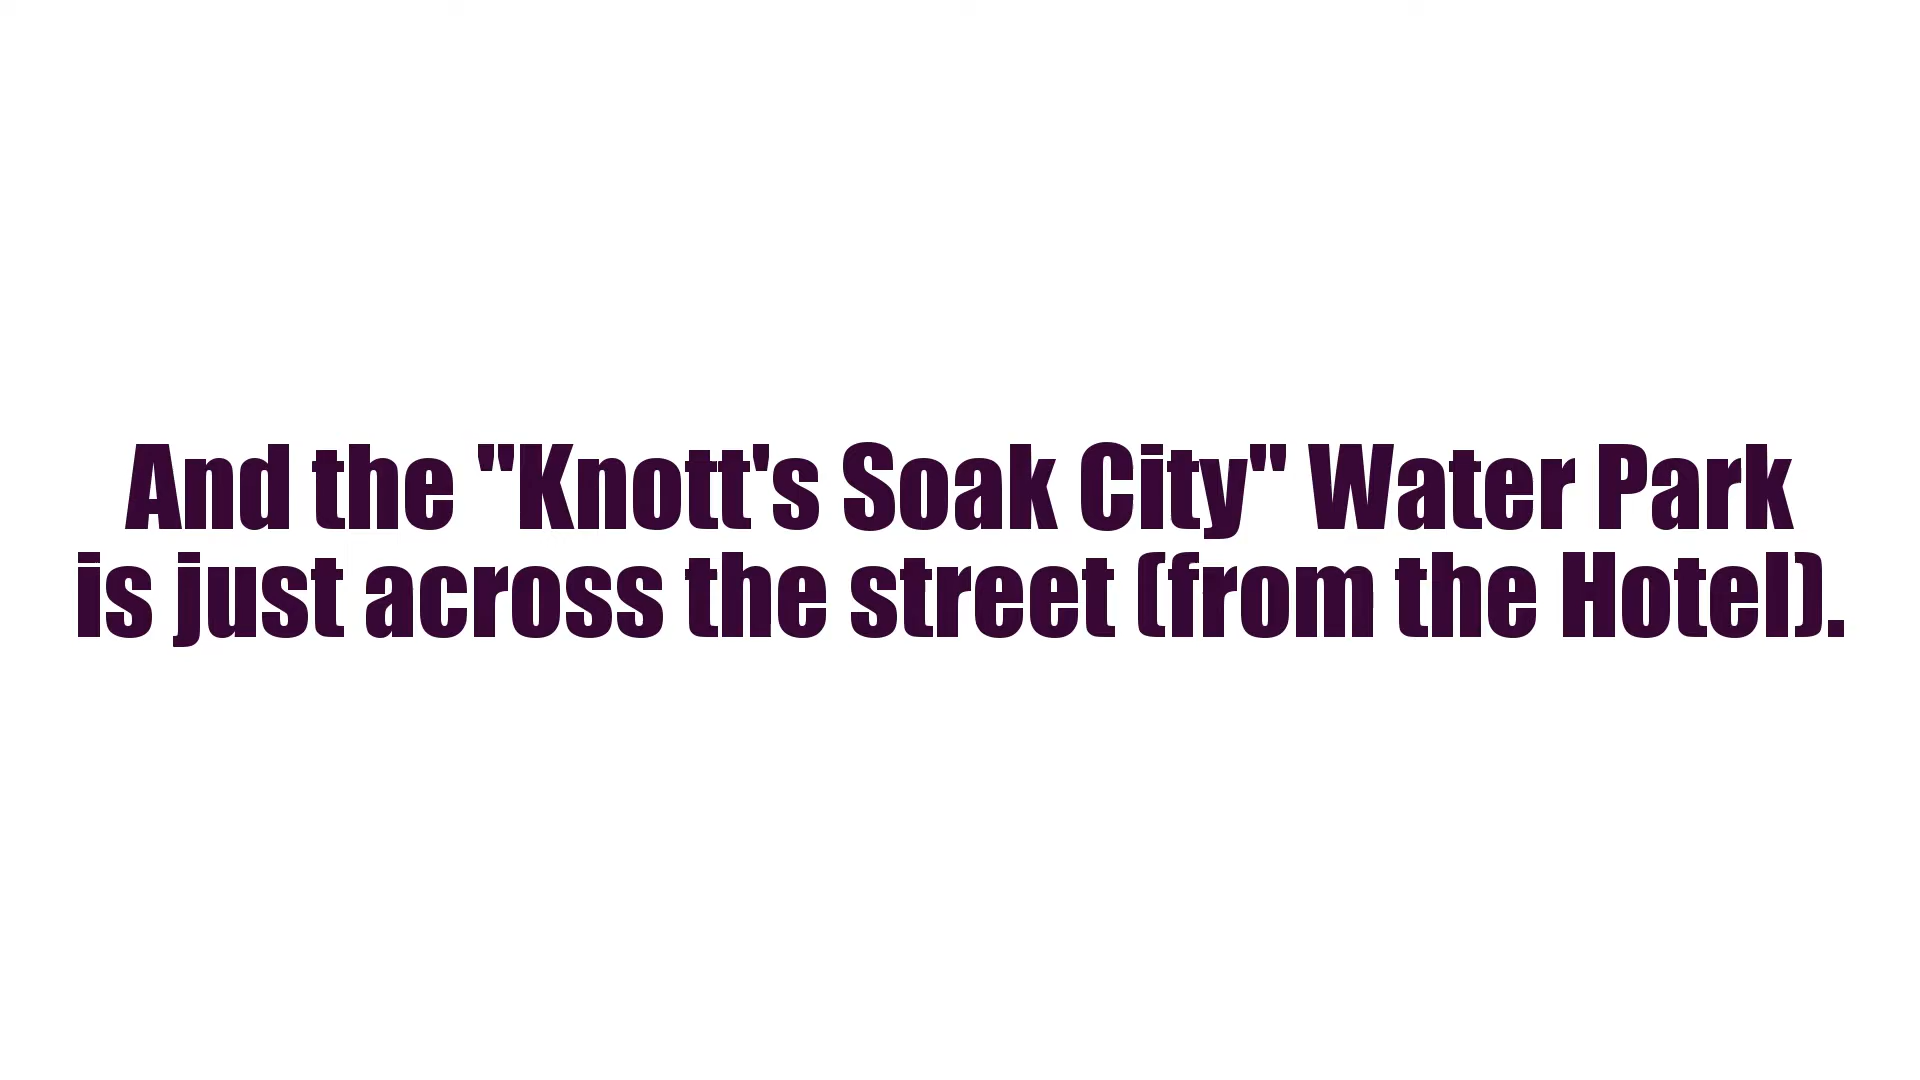 And the "Knott's Soak City" Water Park
is just across the street (from the Hotel).